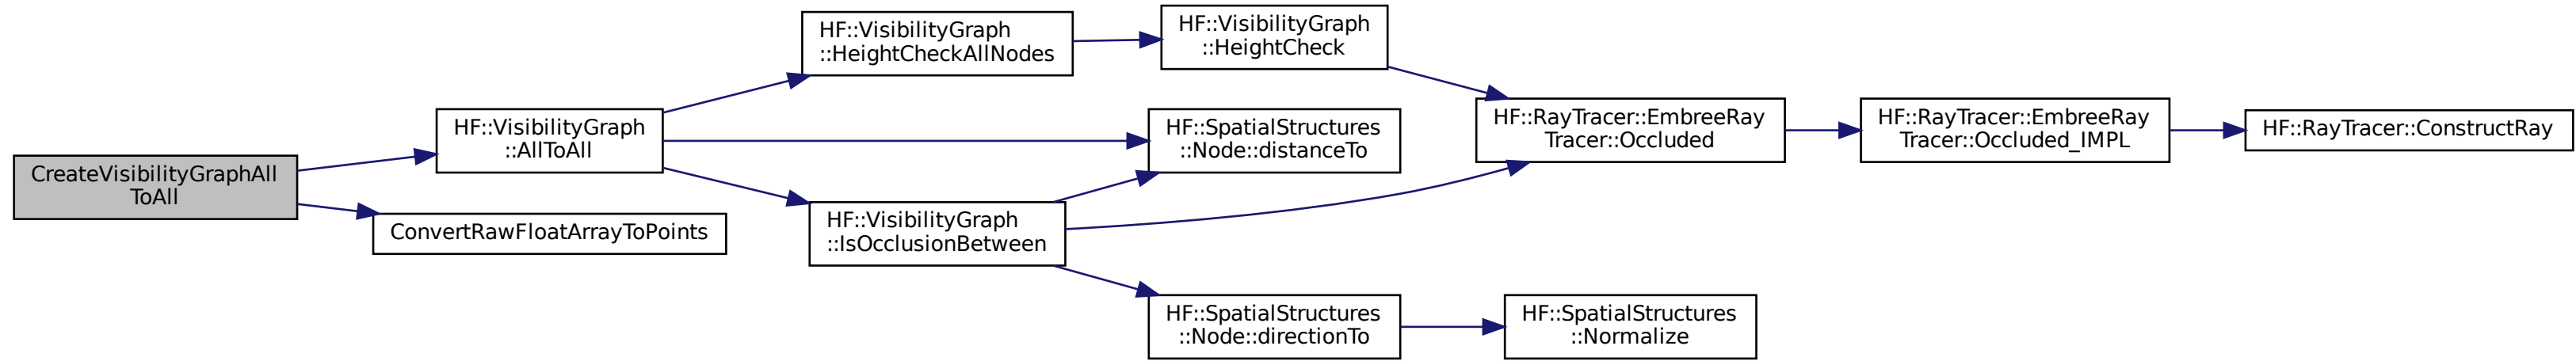 CreateVisibilityGraphAll
ToAll
HF::VisibilityGraph
::AllToAll
ConvertRawFloatArrayToPoints
HF::VisibilityGraph
::HeightCheckAllNodes
HF::VisibilityGraph
::IsOcclusionBetween
HF::VisibilityGraph
::HeightCheck
HF::SpatialStructures
::Node::distanceTo
HF::SpatialStructures
::Node::directionTo
HF::RayTracer::EmbreeRay
Tracer::Occluded
HF::SpatialStructures
::Normalize
HF::RayTracer::EmbreeRay
Tracer::Occluded_IMPL
HF::RayTracer::ConstructRay